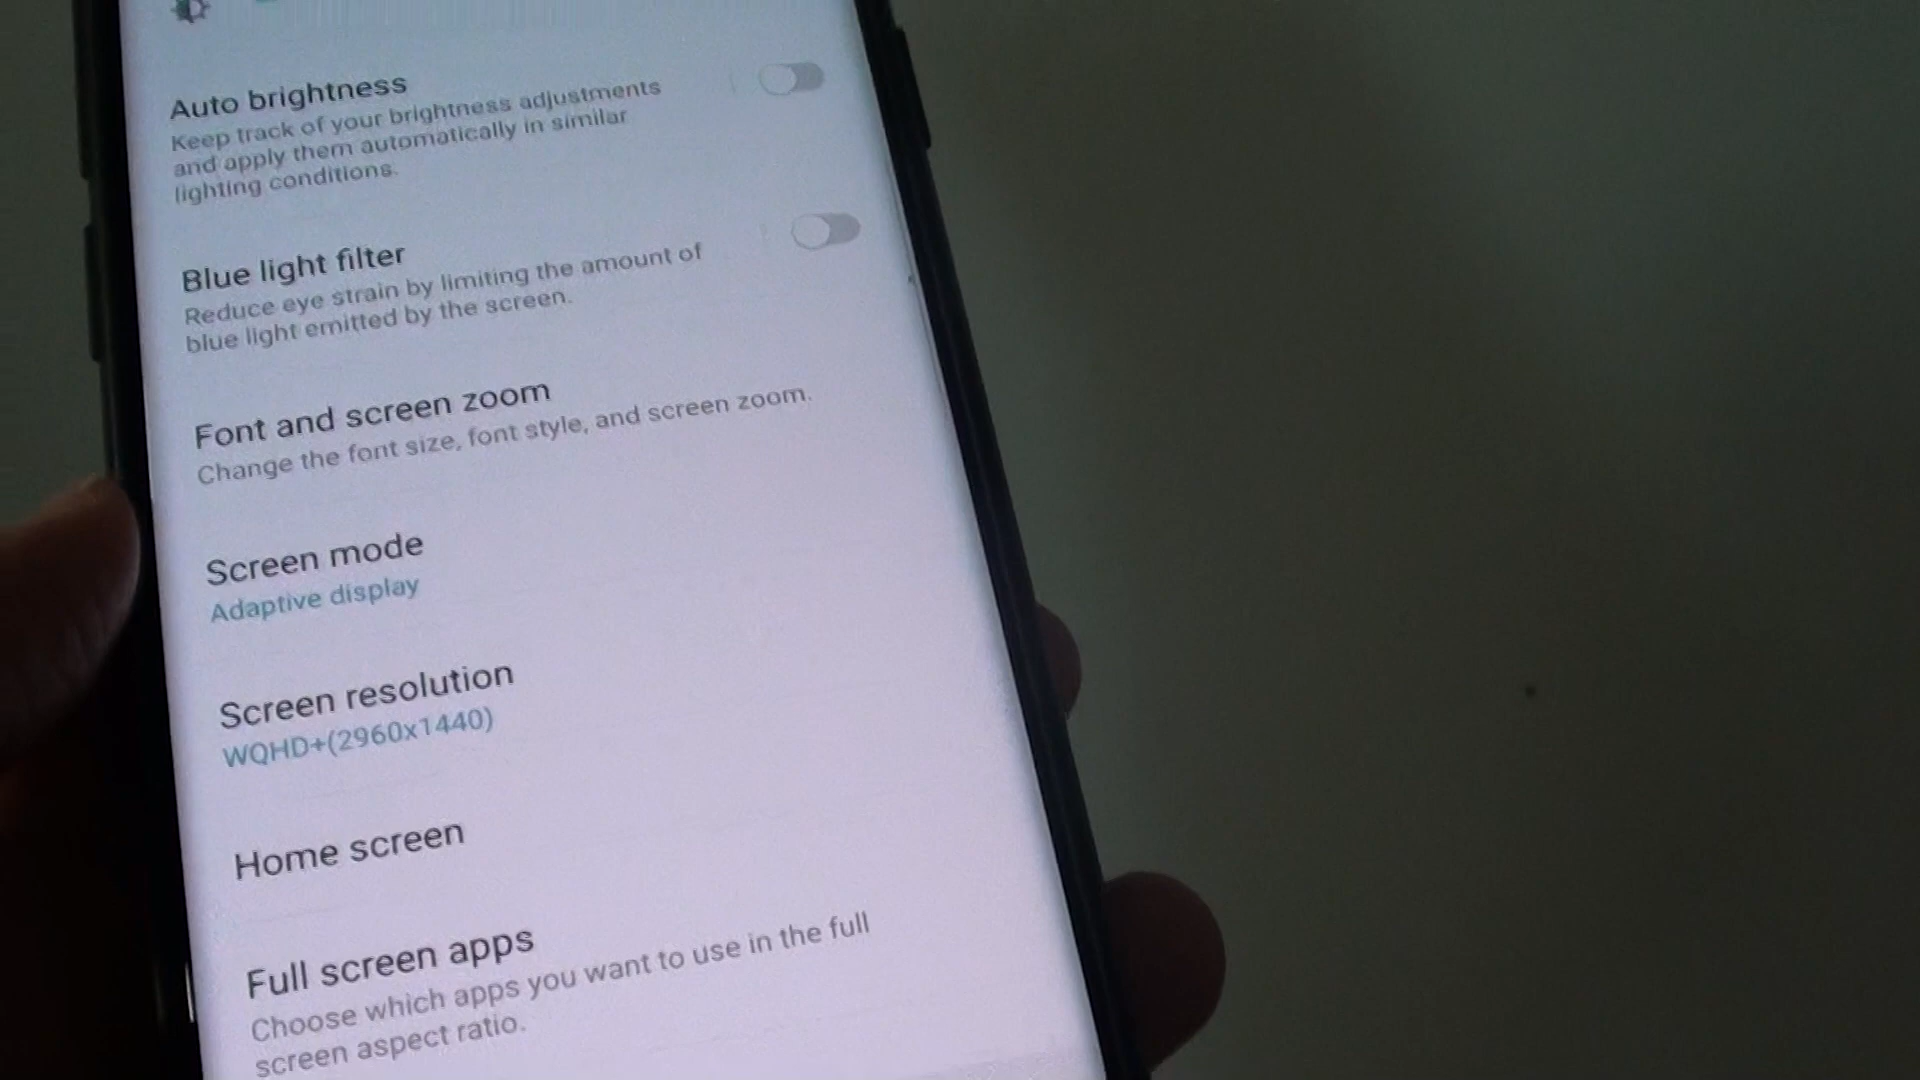 Auto brightness
Keep track of your brightness adjustments
and apply them automatically in similar
lighting conditions.
Blue light filter
Reduce eye strain by limiting the amount of
blue light emitted by the screen.
Font and screen zoom
Change the font size, font style, and screen zoom.
Screen mode
Adaptive display
Screen resolution
WQHD+(2960x1440)
Home screen
Full screen apps
Choose which apps you want to use in the full
screen aspect ratio.